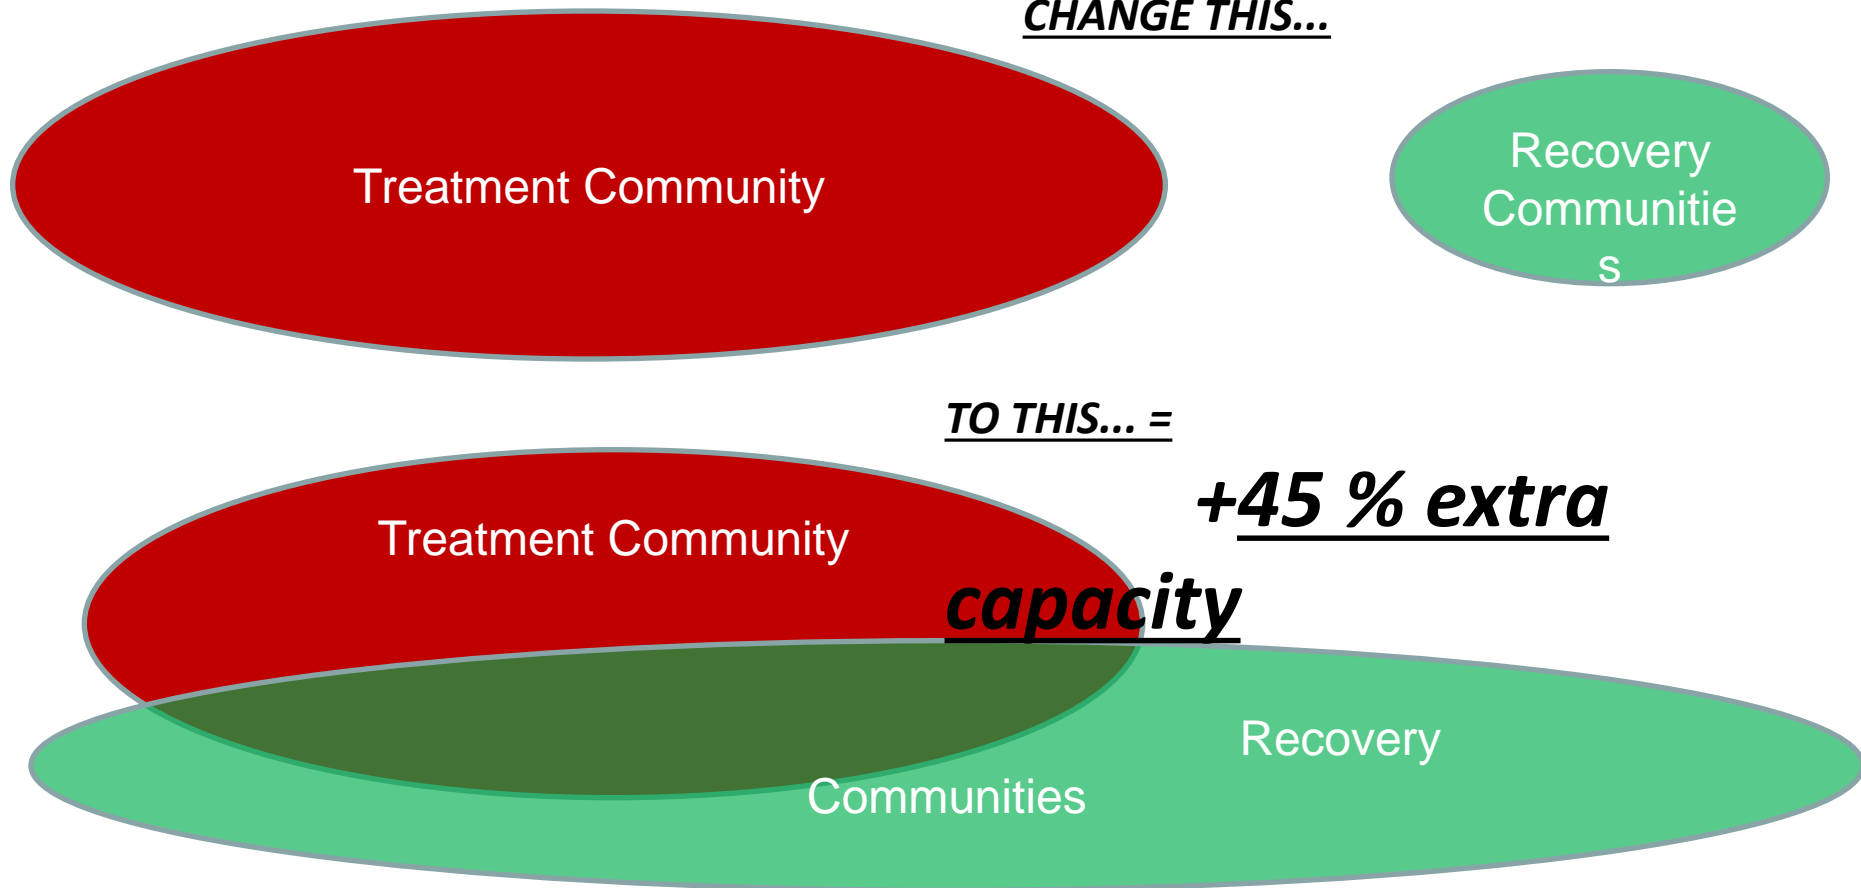 CHANGE THIS...
Treatment Community
Recovery
Communitie
s
TO THIS... =
+45 % extra
capacity
Treatment Community
Recovery
Communities